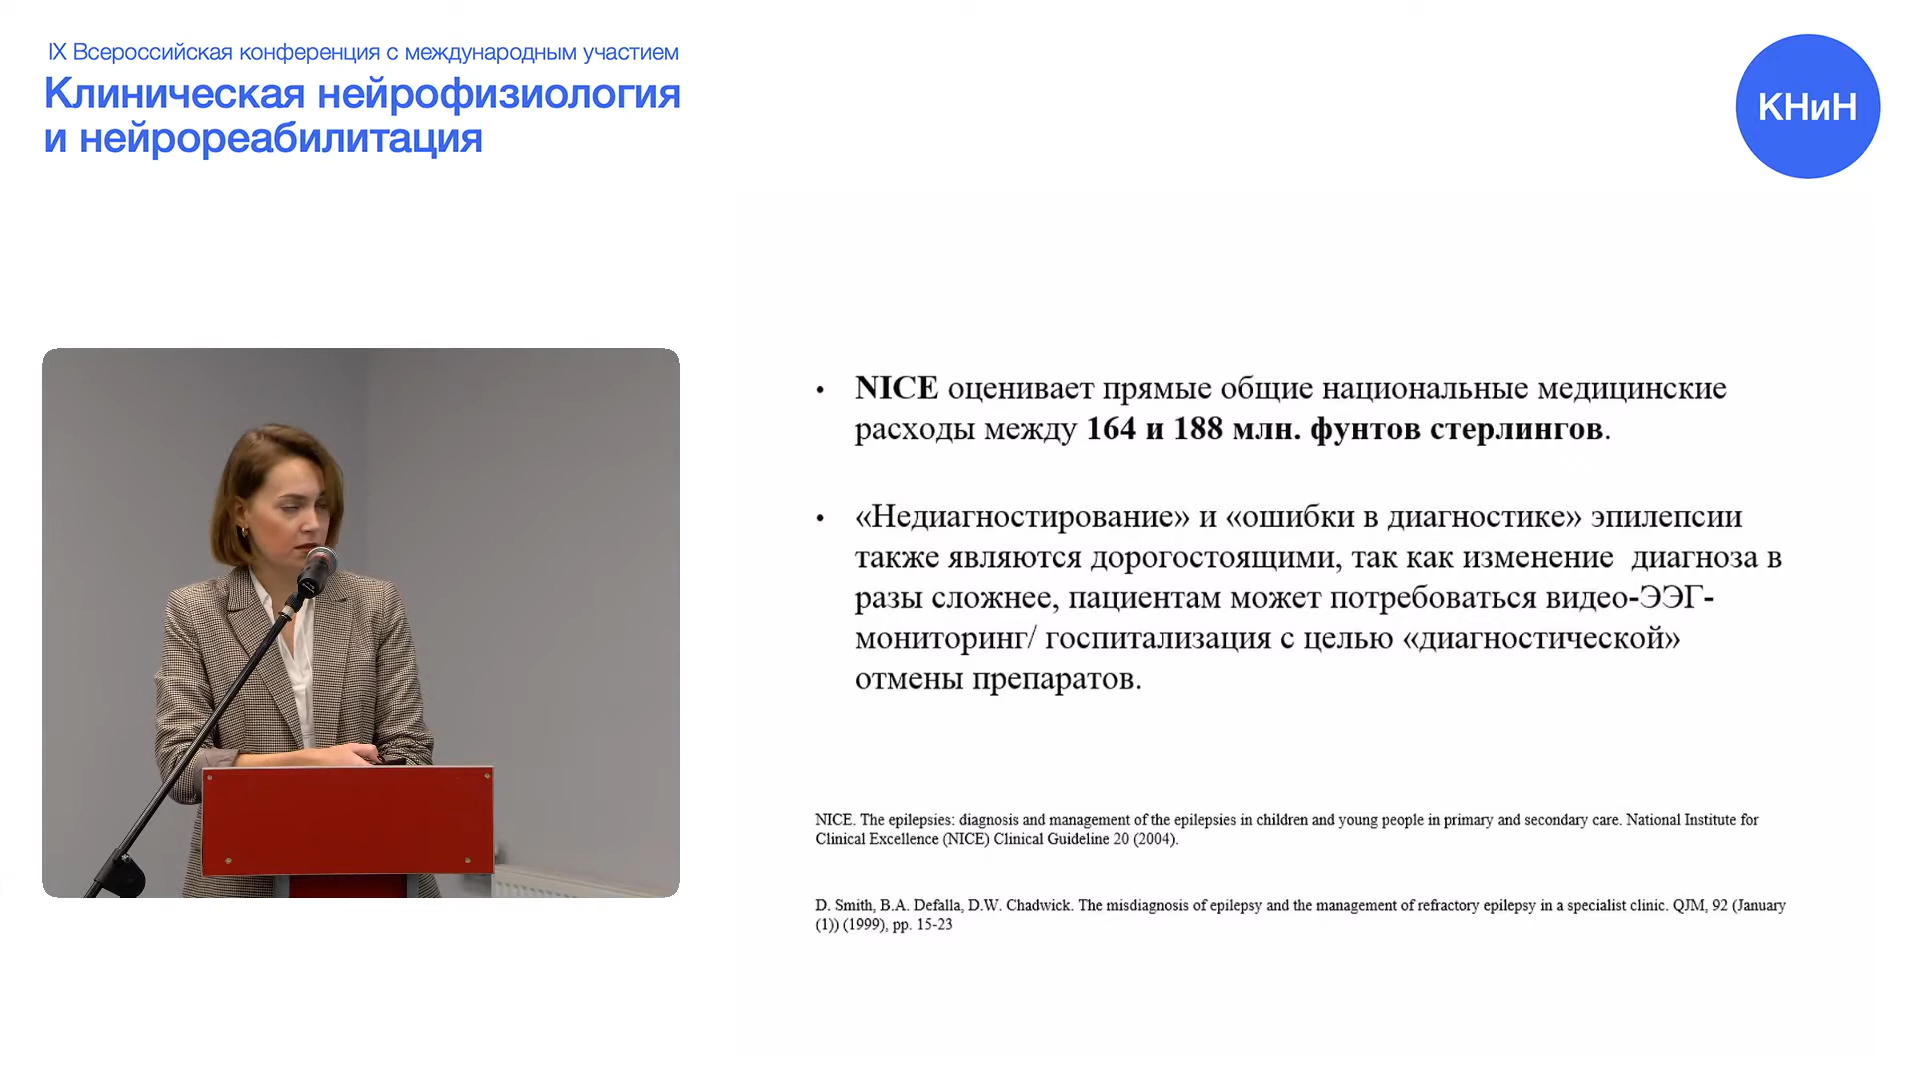 IX Всероссийская конференция с международным участием
Клиническая нейрофизиология
и нейрореабилитация
КНиН
• NICE оценивает прямые общие национальные медицинские
расходы между 164 и 188 млн. фунтов стерлингов.
• «Недиагностирование» и «ошибки в диагностике» эпилепсии
также являются дорогостоящими, так как изменение диагноза в
разы сложнее, пациентам может потребоваться видео-ЭЭГ-
мониторинг/ госпитализация с целью «диагностической»
отмены препаратов.
NICE. The epilepsies: diagnosis and management of the epilepsies in children and young people in primary and secondary care. National Institute for
Clinical Excellence (NICE) Clinical Guideline 20 (2004).
D. Smith, B.A. Defalla, D.W. Chadwick. The misdiagnosis of epilepsy and the management of refractory epilepsy in a specialist clinic. QJM, 92 (January
(1)) (1999), pp. 15-23